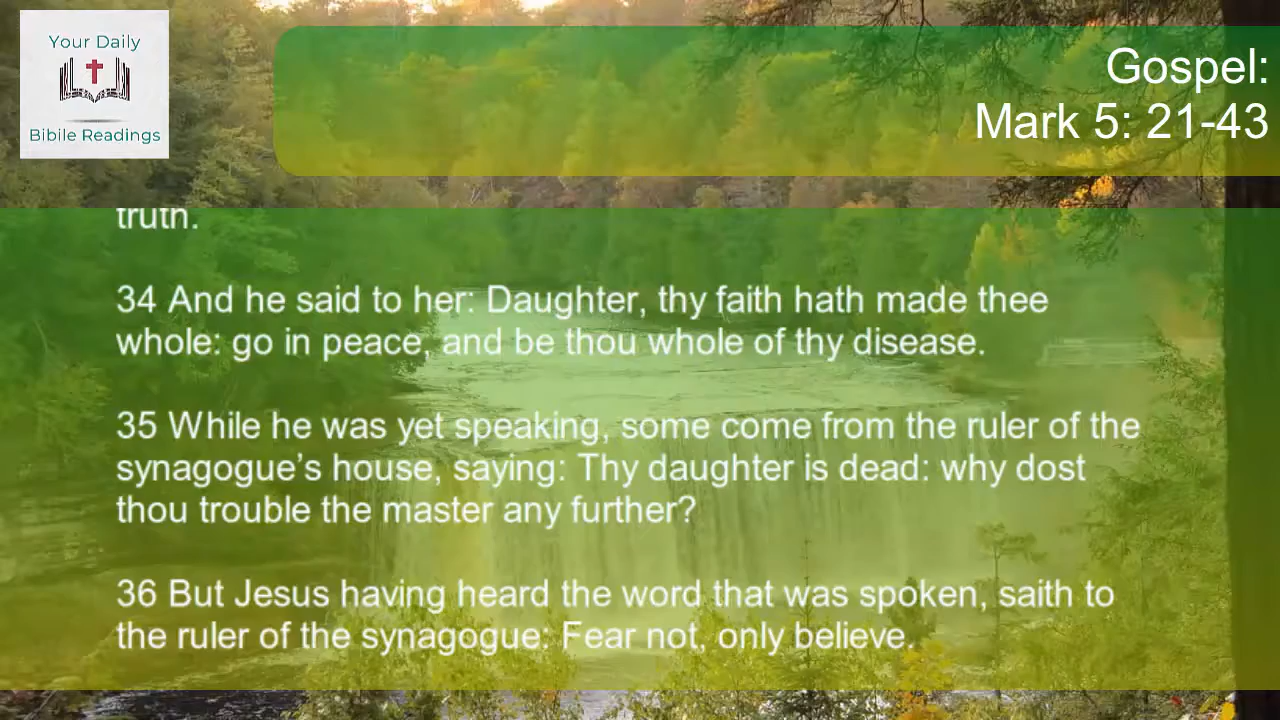 Your Daily
Bibile Readings
Gospel:
Mark 5: 21-43
truth.
34 And he said to her: Daughter, thy faith hath made thee
whole: go in peace, and be thou whole of thy disease.
35 While he was yet speaking, some come from the ruler of the
synagogue’s house, saying: Thy daughter is dead: why dost
thou trouble the master any further?
36 But Jesus having heard the word that was spoken, saith to
the ruler of the synagogue: Fear not, only believe.